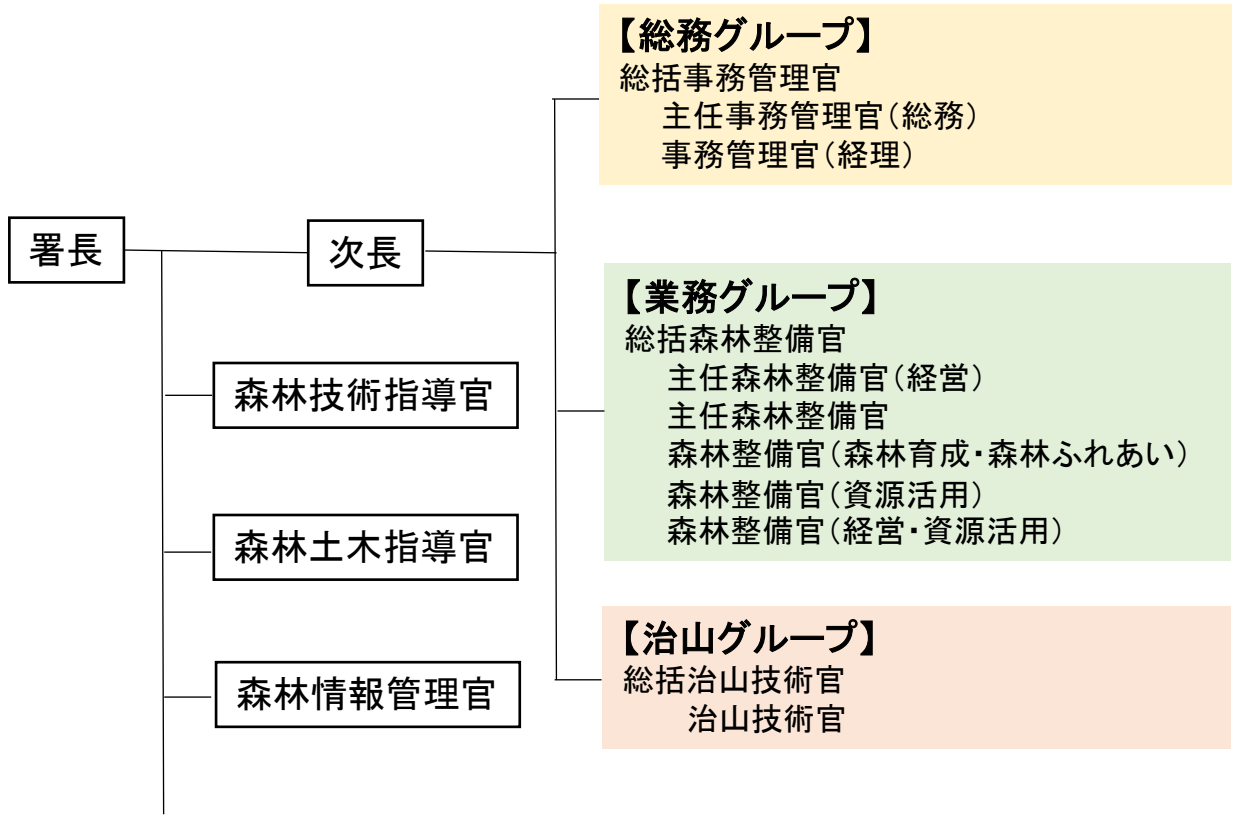 署長
次長
森林技術指導官
森林土木指導官
森林情報管理官
【総務グループ】
総括事務管理官
主任事務管理官(総務)
事務管理官(経理)
【業務グループ】
総括森林整備官
主任森林整備官(経営)
主任森林整備官
森林整備官(森林育成・森林ふれあい)
森林整備官(資源活用)
森林整備官(経営・資源活用)
【治山グループ】
総括治山技術官
治山技術官